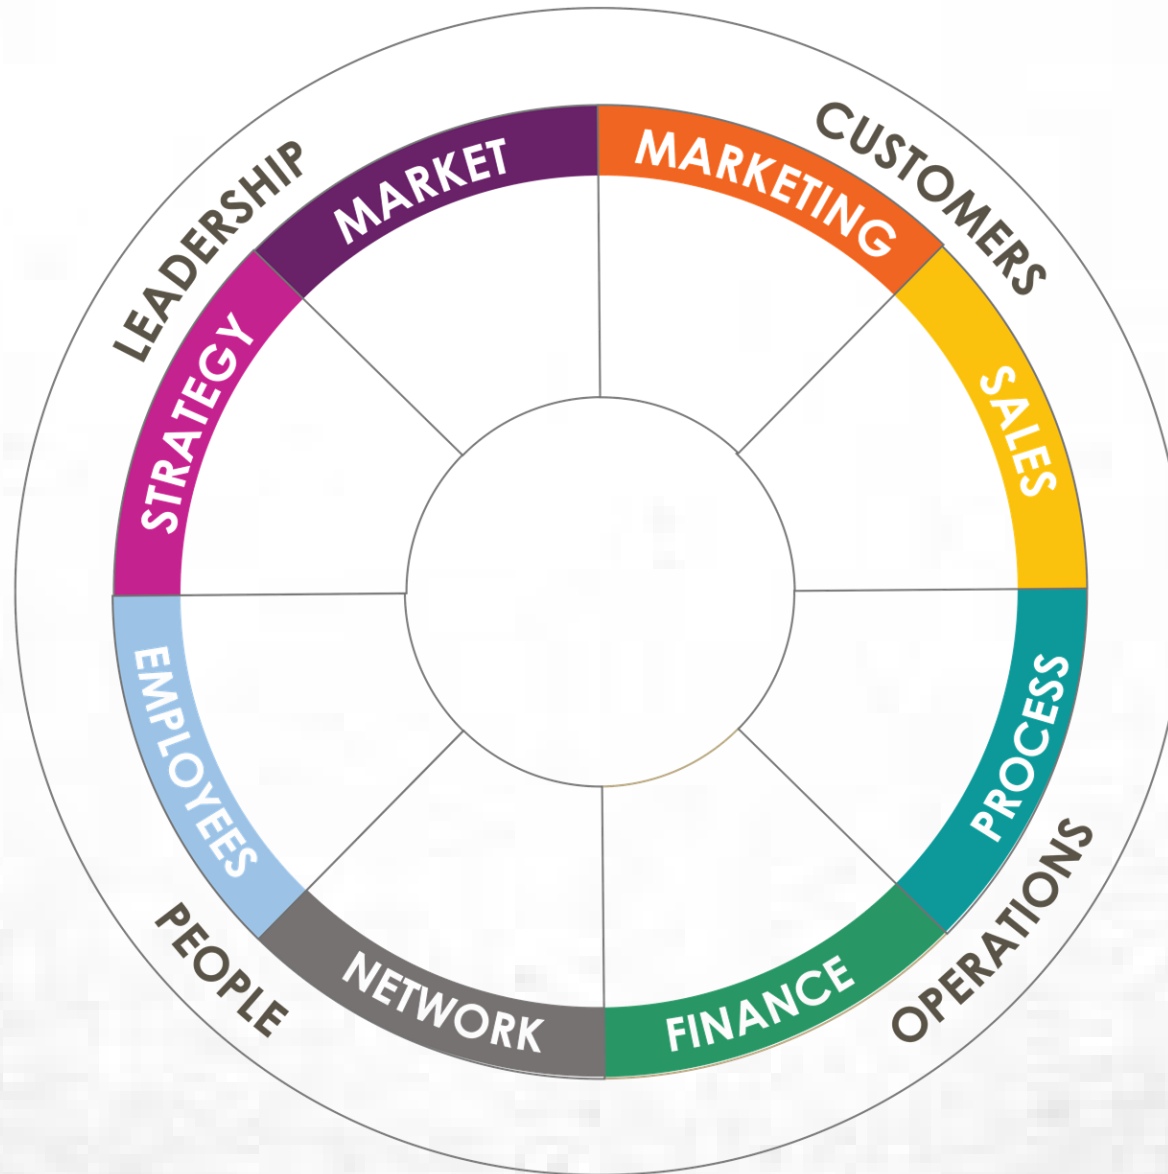 LEADERSHIP
CUSTOMERS
MARKET
MARKETING
STRATEGY
SALES
EMPLOYEES
PROCESS
NETWORK
FINANCE
PEOPLE
OPERATIONS